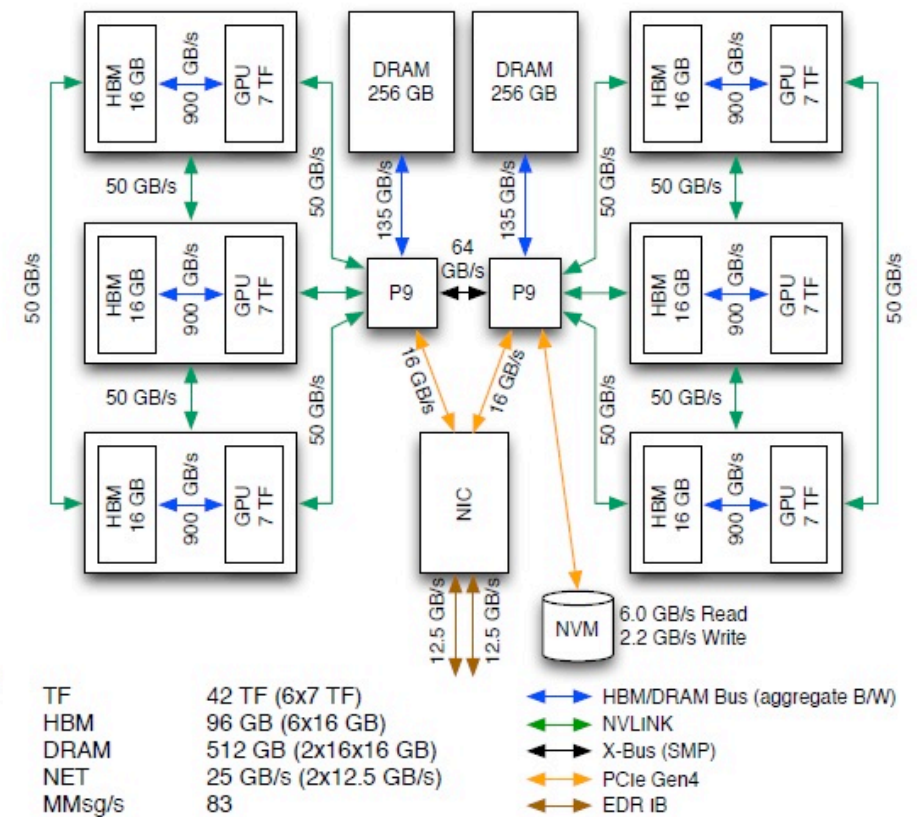 HBM
16 GB
900 GB/s
GPU
7 TF
DRAM
256 GB
DRAM
256 GB
HBM
16 GB
900 GB/s
GPU
7 TF
50 GB/s
50 GB/s
135 GB/s
135 GB/s
50 GB/s
50 GB/s
50 GB/s
HBM
16 GB
900 GB/s
GPU
7 TF
P9
64
GB/s
P9
HBM
16 GB
900 GB/s
GPU
7 TF
50 GB/s
50 GB/s
50 GB/s
16 GB/s
16 GB/s
50 GB/s
50 GB/s
HBM
16 GB
900 GB/s
GPU
7 TF
NIC
HBM
16 GB
900 GB/s
GPU
7 TF
12.5 GB/s
12.5 GB/s
NVM
6.0 GB/s Read
2.2 GB/s Write
TF 42 TF (6x7 TF)
HBM 96 GB (6x16 GB)
DRAM 512 GB (2x16x16 GB)
NET 25 GB/s (2x12.5 GB/s)
MMsg/s 83
HBM/DRAM Bus (aggregate B/W)
NVLINK
X-Bus (SMP)
PCIe Gen4
EDR IB